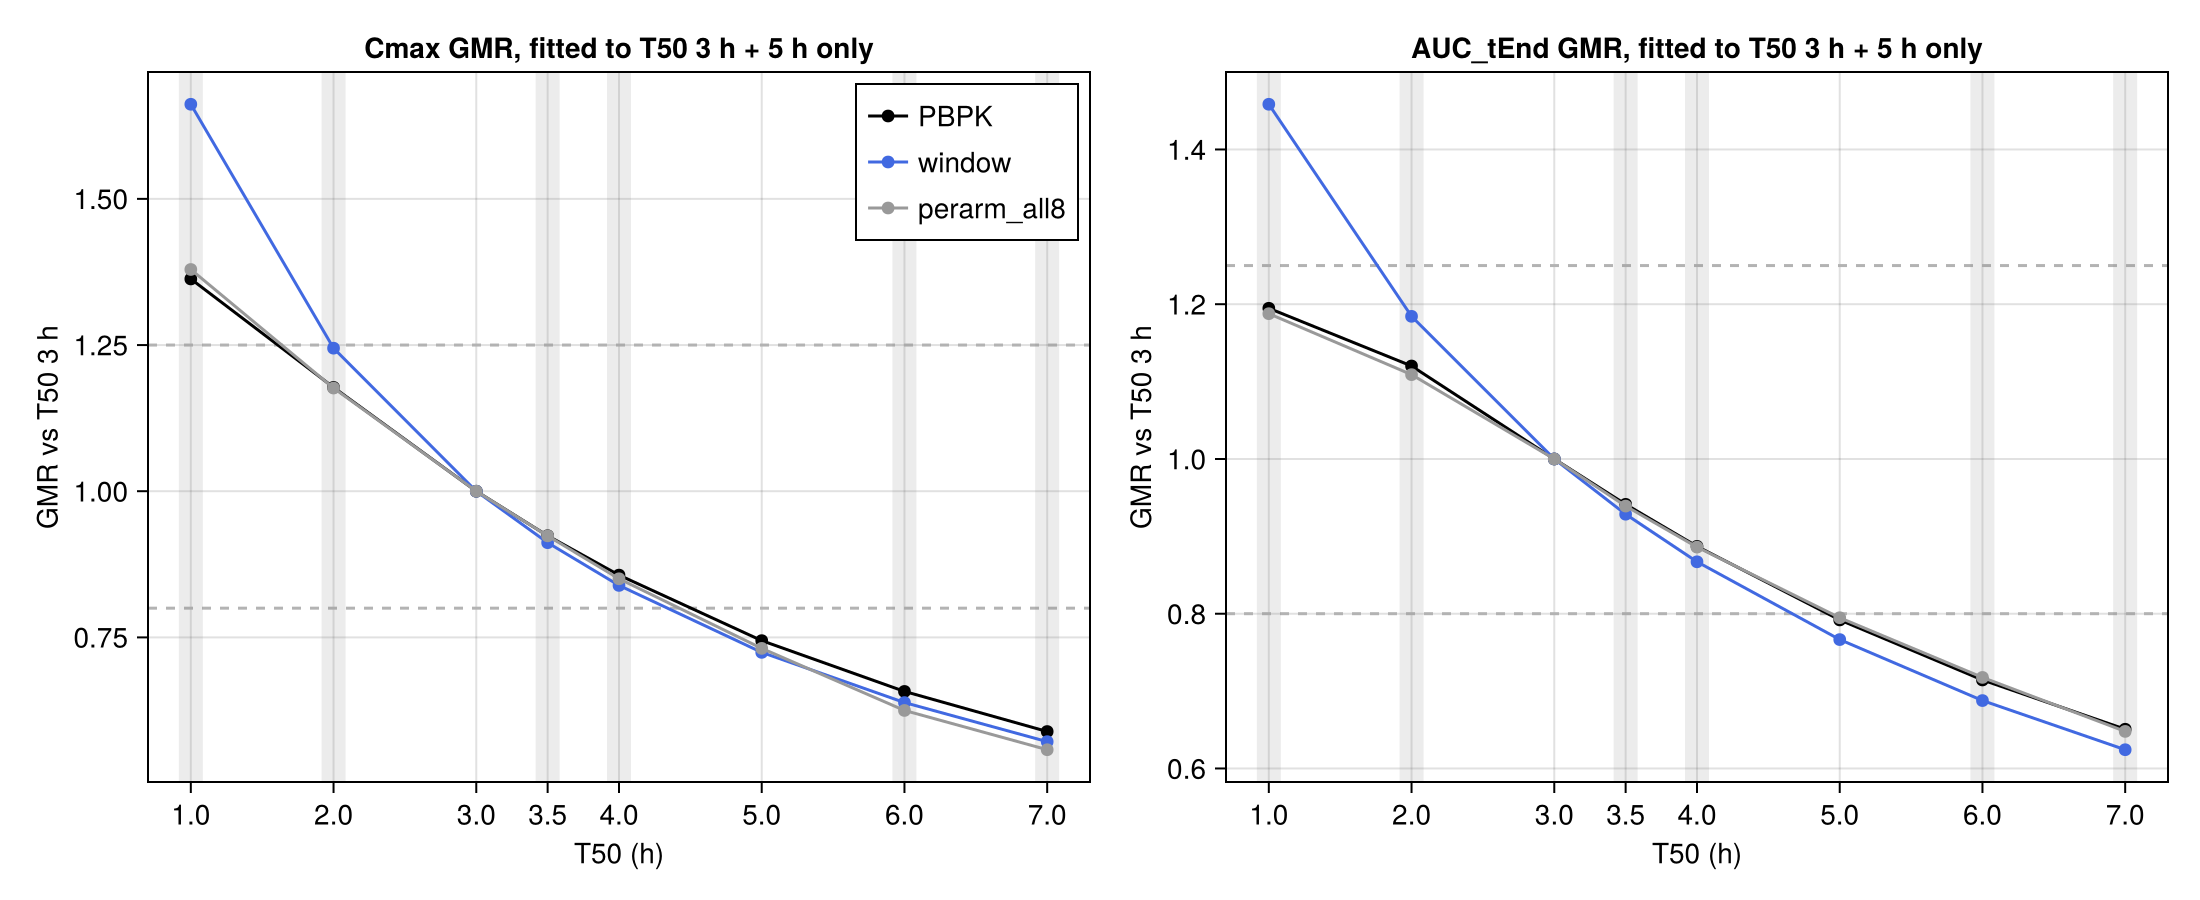 Cmax GMR, fitted to T50 3 h + 5 h only
GMR vs T50 3 h
1.50
1.25
1.00
0.75
PBPK
window
perarm_all8
1.0 2.0 3.0 3.5 4.0 5.0 6.0 7.0
T50 (h)
AUC_tEnd GMR, fitted to T50 3 h + 5 h only
GMR vs T50 3 h
1.4
1.2
1.0
0.8
0.6
1.0 2.0 3.0 3.5 4.0 5.0 6.0 7.0
T50 (h)